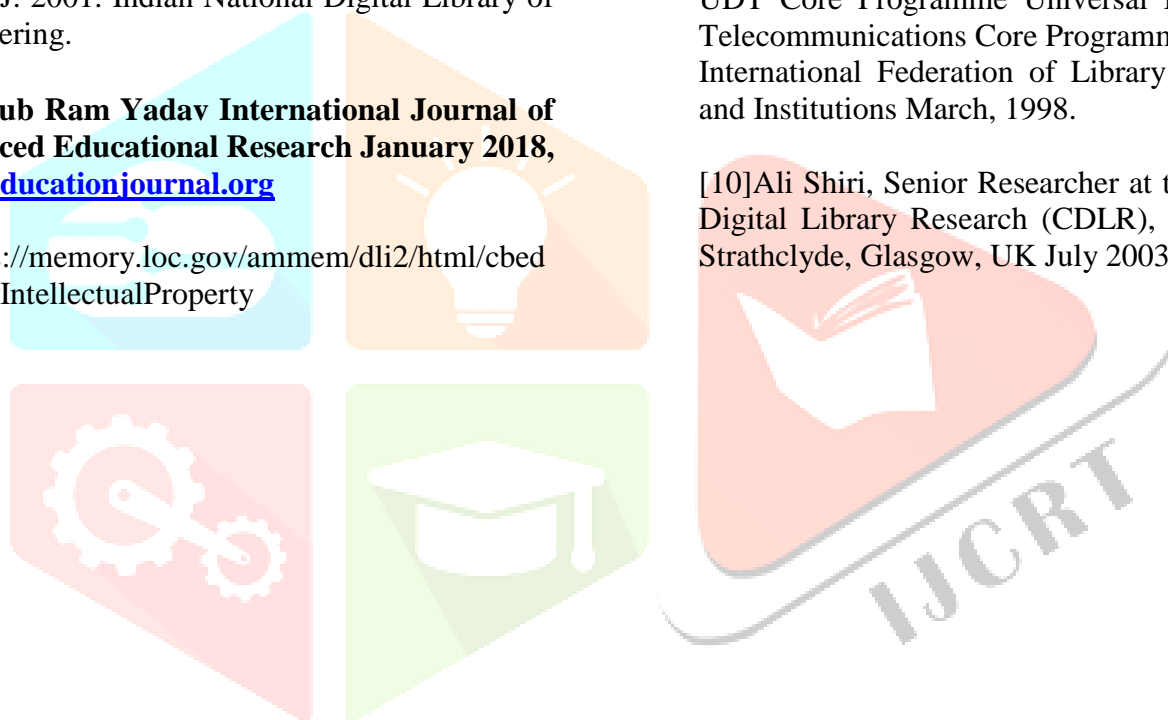 J. 2001. Indian National Digital Library of
ering.
ub Ram Yadav International Journal of
ced Educational Research January 2018,
ducationjournal.org
://memory.loc.gov/ammem/dli2/html/cbed
IntellectualProperty
UDT Core Programme Universal
Telecommunications Core Programm
International Federation of Library
and Institutions March, 1998.
[10]Ali Shiri, Senior Researcher at t
Digital Library Research (CDLR),
Strathclyde, Glasgow, UK July 2003
IJCRT